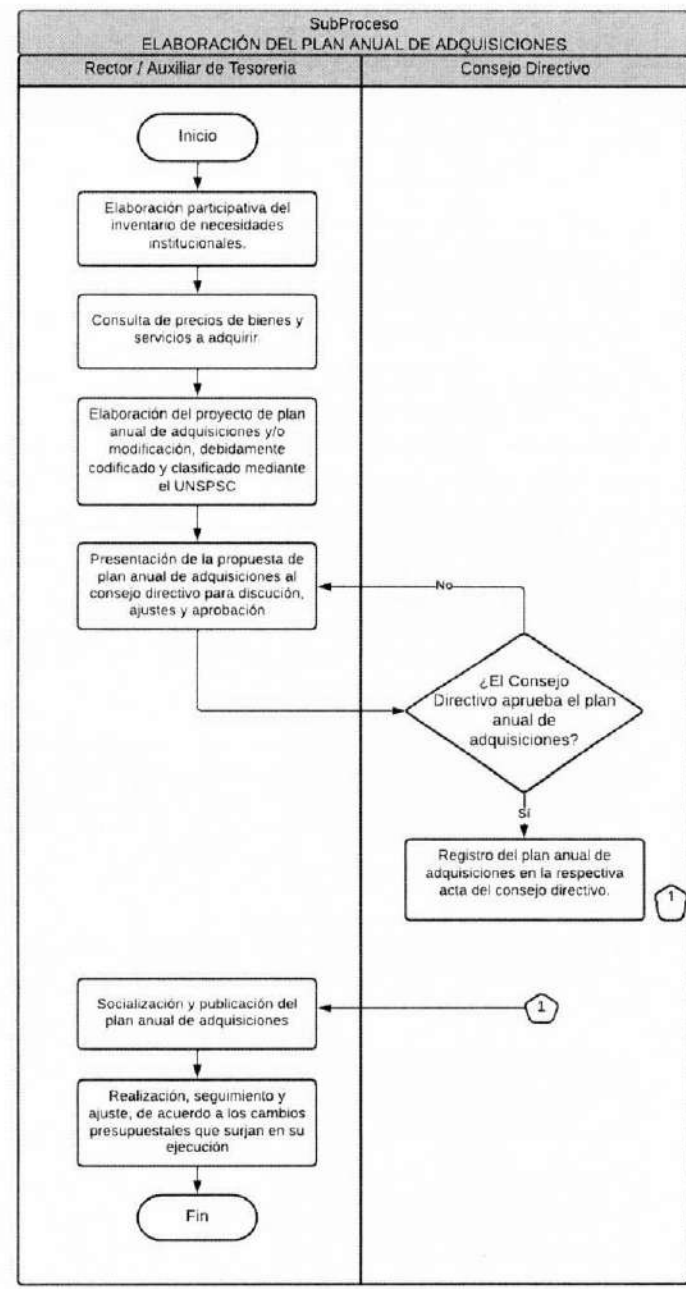 SubProceso
ELABORACIÓN DEL PLAN ANUAL DE ADQUISICIONES
Rector / Auxiliar de Tesoreria
Consejo Directivo
Inicio
Elaboración participativa del
inventario de necesidades
institucionales.
Consulta de precios de bienes y
servicios a adquirir
Elaboración del proyecto de plan
anual de adquisiciones y/o
modificación, debidamente
codificado y clasificado mediante
el UNSPSC
Presentación de la propuesta de
plan anual de adquisiciones al
consejo directivo para discución,
ajustes y aprobación
No
¿El Consejo
Directivo aprueba el plan
anual de
adquisiciones?
Sí
Registro del plan anual de
adquisiciones en la respectiva
acta del consejo directivo.
1
Socialización y publicación del
plan anual de adquisiciones
1
Realización, seguimiento y
ajuste, de acuerdo a los cambios
presupuestales que surjan en su
ejecución
Fin